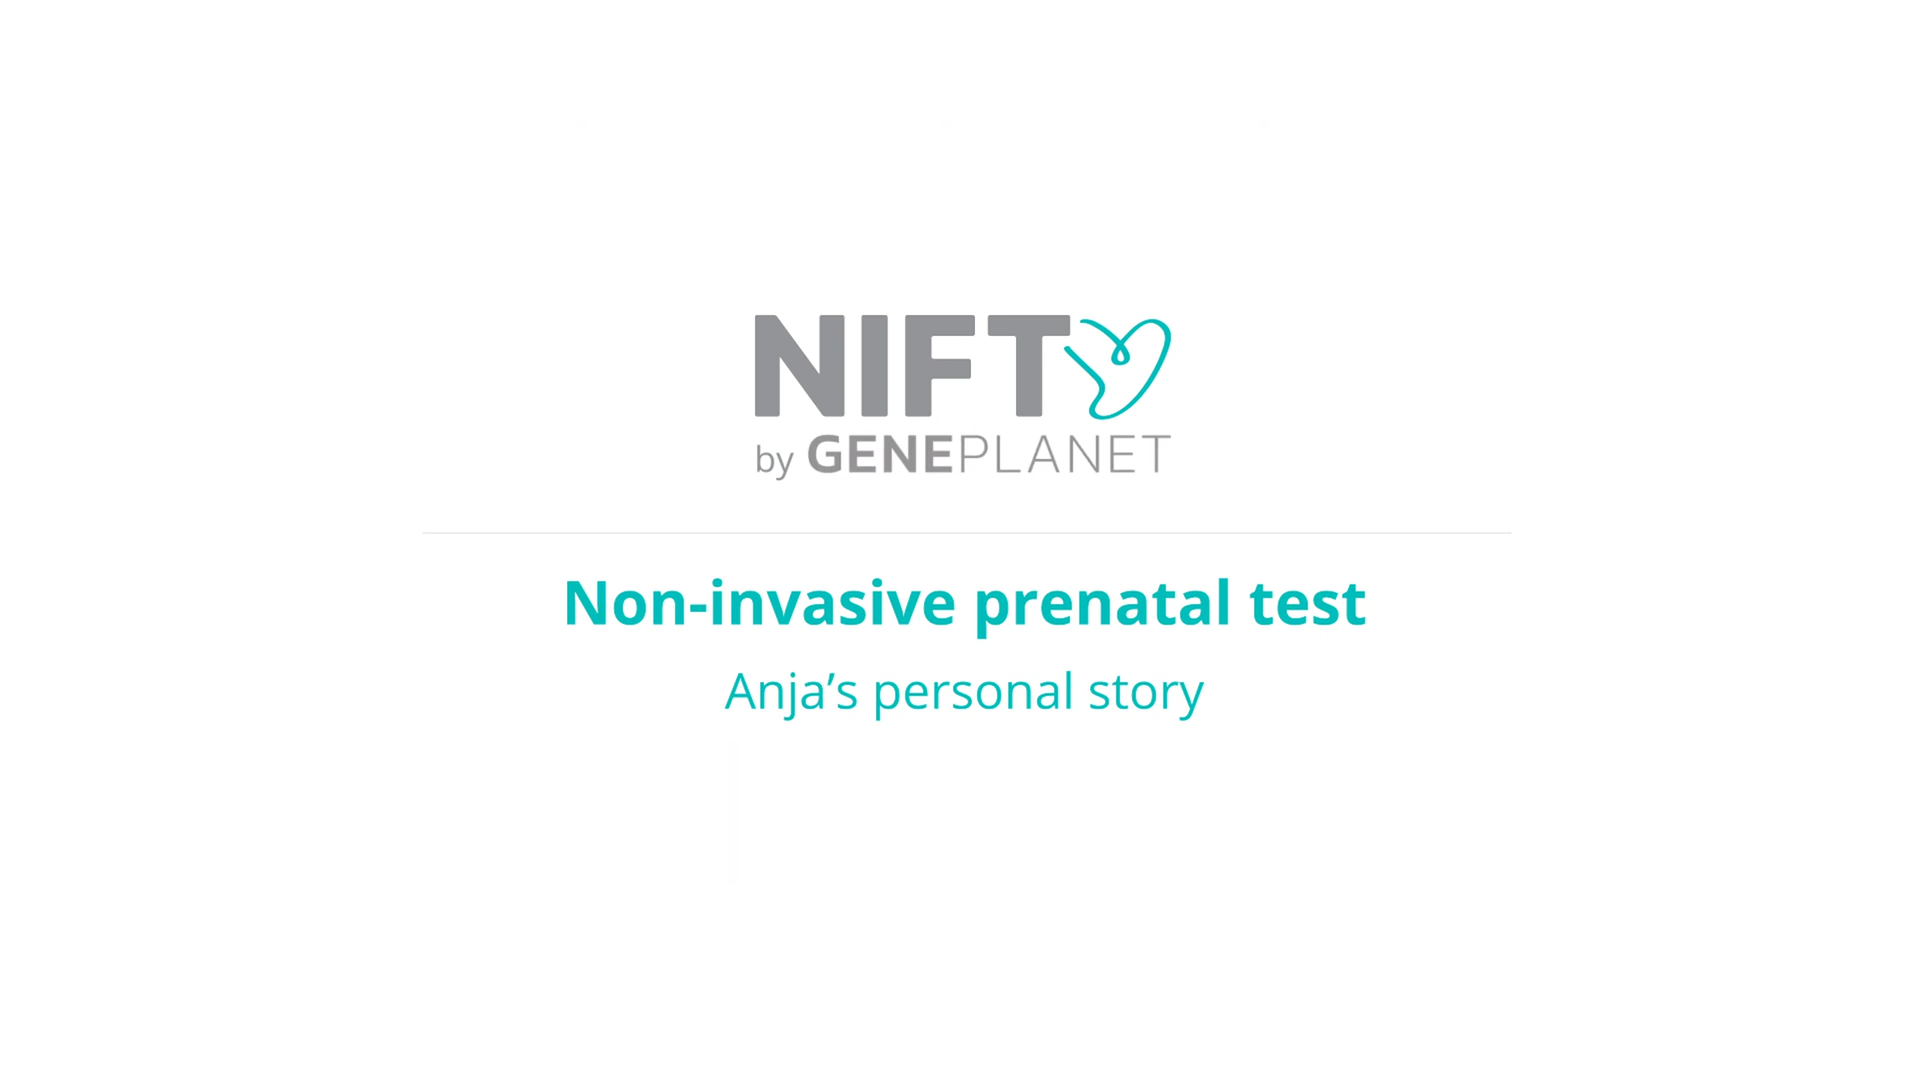 NIFTY
by GENEPLANET
Non-invasive prenatal test
Anja’s personal story